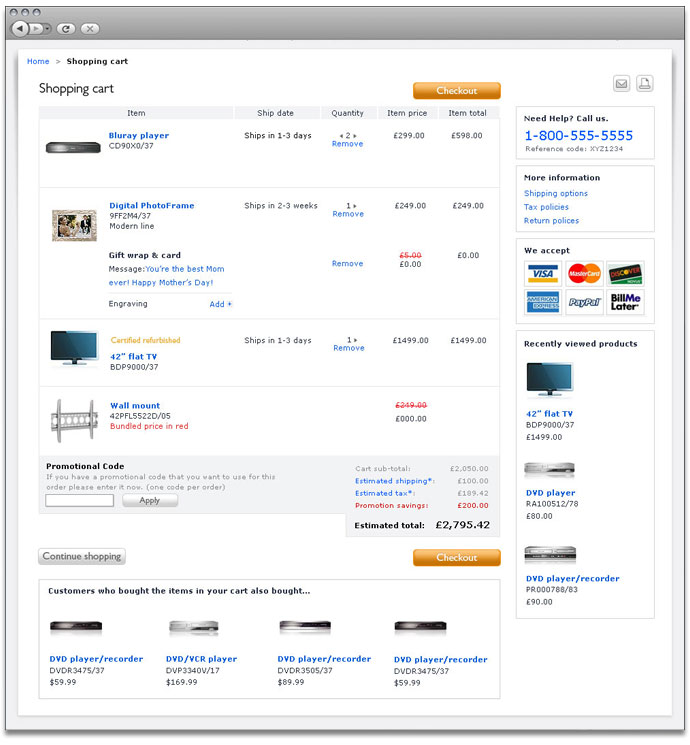 Home > Shopping cart
Shopping cart
Checkout
Item Ship date Quantity Item price Item total
Bluray player Ships in 1-3 days 2 £299.00 £598.00
CD90X0/37 Remove
Digital PhotoFrame Ships in 2-3 weeks 1 £249.00 £249.00
9FF2M4/37 Remove
Modern line
Gift wrap & card £5.00 £0.00
Message:You're the best Mom Remove £0.00
ever! Happy Mother's Day!
Engraving Add +
Certified refurbished Ships in 1-3 days 1 £1499.00 £1499.00
Remove
42" flat TV
BDP9000/37
Wall mount £249.00
42PFL5522D/05
£000.00
Bundled price in red
Promotional Code
If you have a promotional code that you want to use for this
order please enter it now. (one code per order)
Apply
Cart sub-total: £2,050.00
Estimated shipping*: £100.00
Estimated tax*: £189.42
Promotion savings: £200.00
Estimated total: £2,795.42
Continue shopping
Checkout
Customers who bought the items in your cart also bought...
DVD player/recorder DVD/VCR player DVD player/recorder DVD player/recorder
DVDR3475/37 DVP3340V/17 DVDR3505/37 DVDR3475/37
$59.99 $169.99 $89.99 $59.99
Need Help? Call us.
1-800-555-5555
Reference code: XYZ1234
More information
Shipping options
Tax policies
Return polices
We accept
VISA MasterCard DISCOVER
AMERICAN EXPRESS PayPal Bill Me Later
Recently viewed products
42" flat TV
BDP9000/37
£1499.00
DVD player
RA100512/78
£80.00
DVD player/recorder
PR000788/83
£90.00